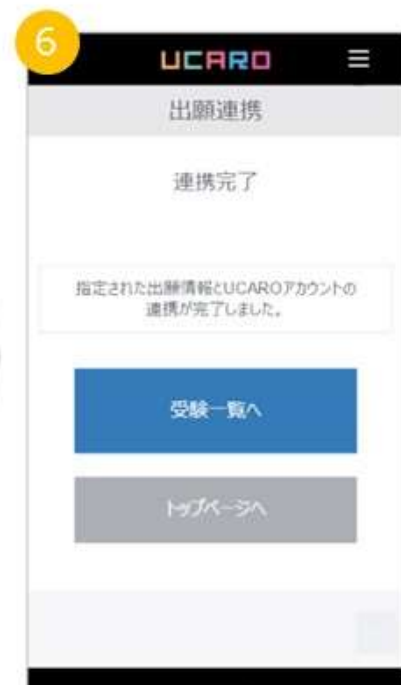 6
UCARO
出願連携
連携完了
指定された出願情報とUCAROアカウントの
連携が完了しました。
受験一覧へ
トップページへ